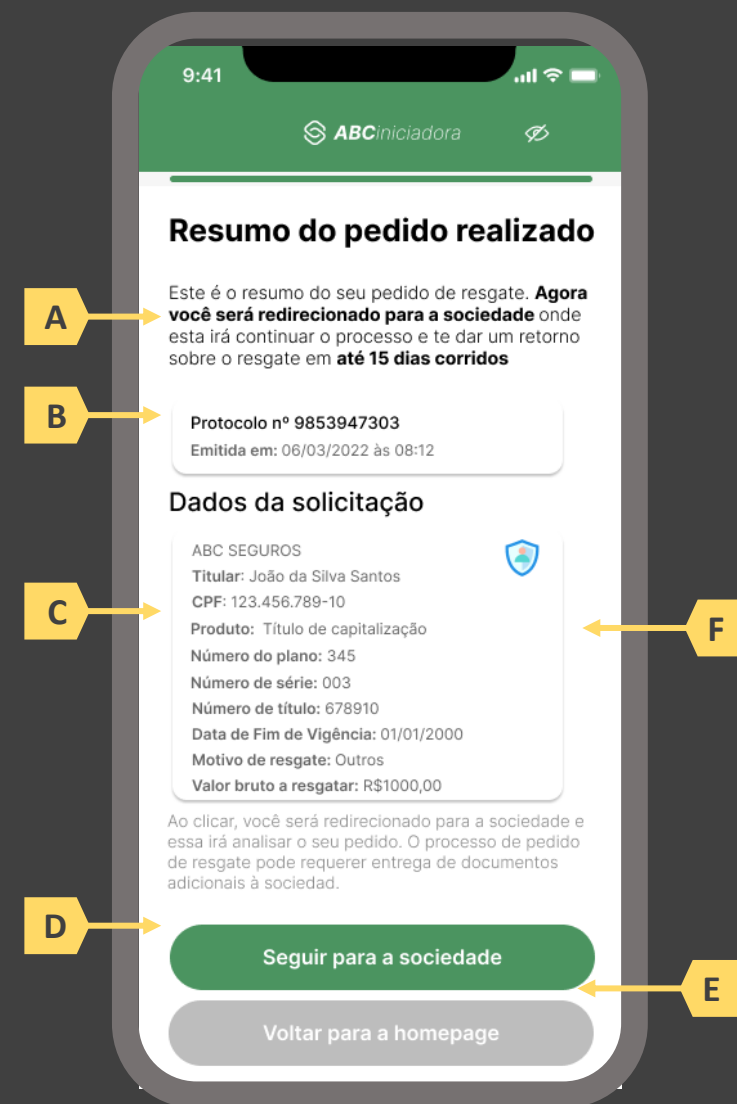 9:41
ABCiniciadora
Resumo do pedido realizado
Este é o resumo do seu pedido de resgate. Agora
você será redirecionado para a sociedade onde
esta irá continuar o processo e te dar um retorno
sobre o resgate em até 15 dias corridos
A
B
Protocolo nº 9853947303
Emitida em: 06/03/2022 às 08:12
Dados da solicitação
ABC SEGUROS
Titular: João da Silva Santos
CPF: 123.456.789-10
C
Produto: Título de capitalização
F
Número do plano: 345
Número de série: 003
Número de título: 678910
Data de Fim de Vigência: 01/01/2000
Motivo de resgate: Outros
Valor bruto a resgatar: R$1000,00
Ao clicar, você será redirecionado para a sociedade e
essa irá analisar o seu pedido. O processo de pedido
de resgate pode requerer entrega de documentos
adicionais à sociedad.
D
Seguir para a sociedade
E
Voltar para a homepage